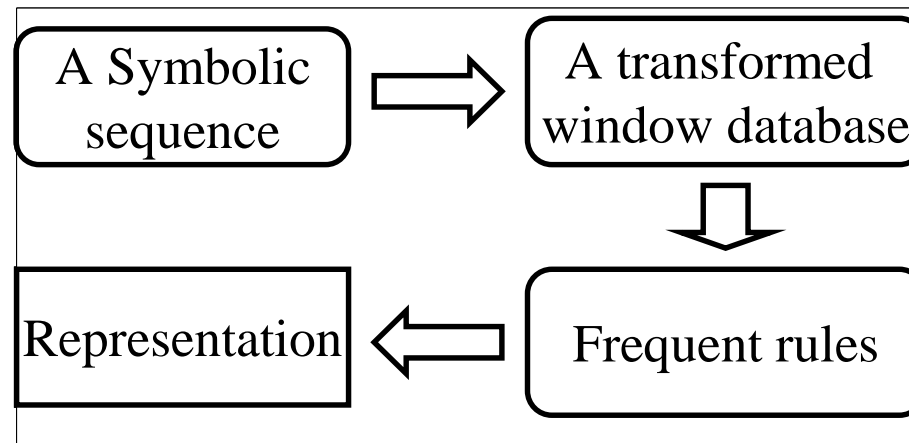 A Symbolic
sequence
A transformed
window database
Representation
Frequent rules